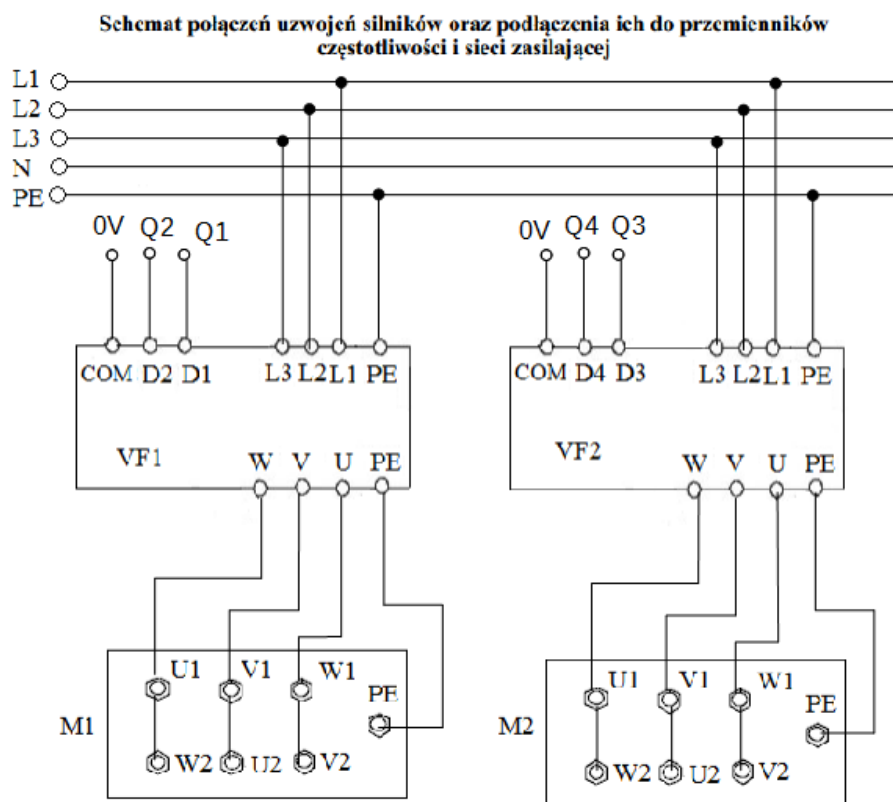 Schemat połączeń uzwojeń silników oraz podłączenia ich do przemienników
częstotliwości i sieci zasilającej
L1
L2
L3
N
PE
0V Q2 Q1
0V Q4 Q3
COM D2 D1 L3 L2 L1 PE
COM D4 D3 L3 L2 L1 PE
VF1
VF2
W V U PE
W V U PE
U1 V1 W1
PE
M1
W2 U2 V2
U1 V1 W1
PE
M2
W2 U2 V2